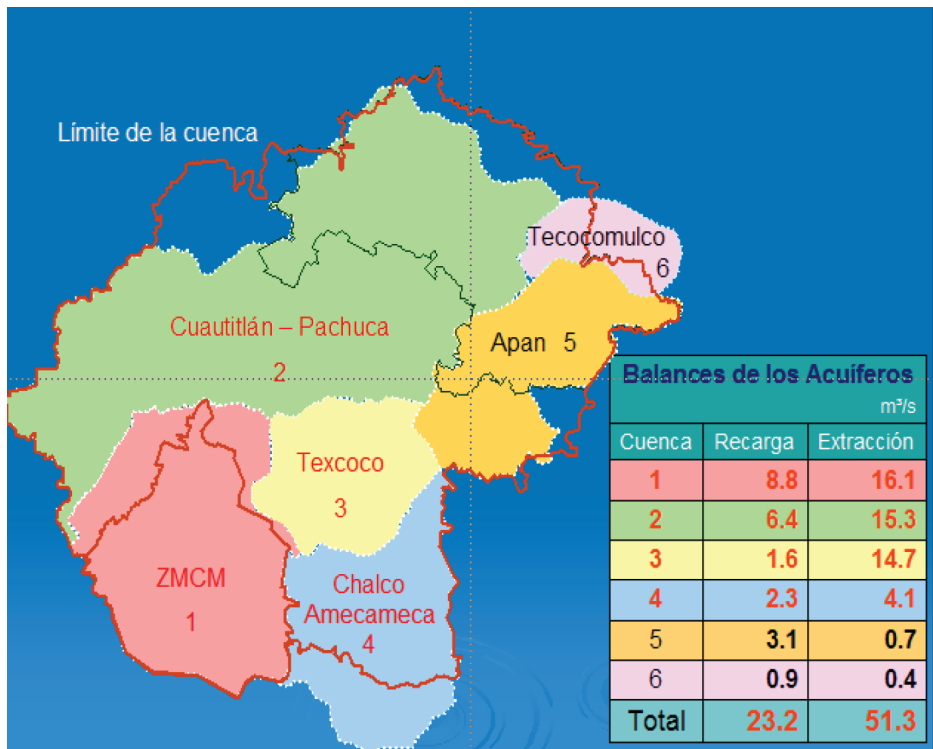 Límite de la cuenca
Tecocomulco
6
Cuautitlán – Pachuca
2
Apan 5
Texcoco
3
ZMCM
1
Chalco
Amecameca
4
Balances de los Acuíferos
m³/s
Cuenca Recarga Extracción
1 8.8 16.1
2 6.4 15.3
3 1.6 14.7
4 2.3 4.1
5 3.1 0.7
6 0.9 0.4
Total 23.2 51.3